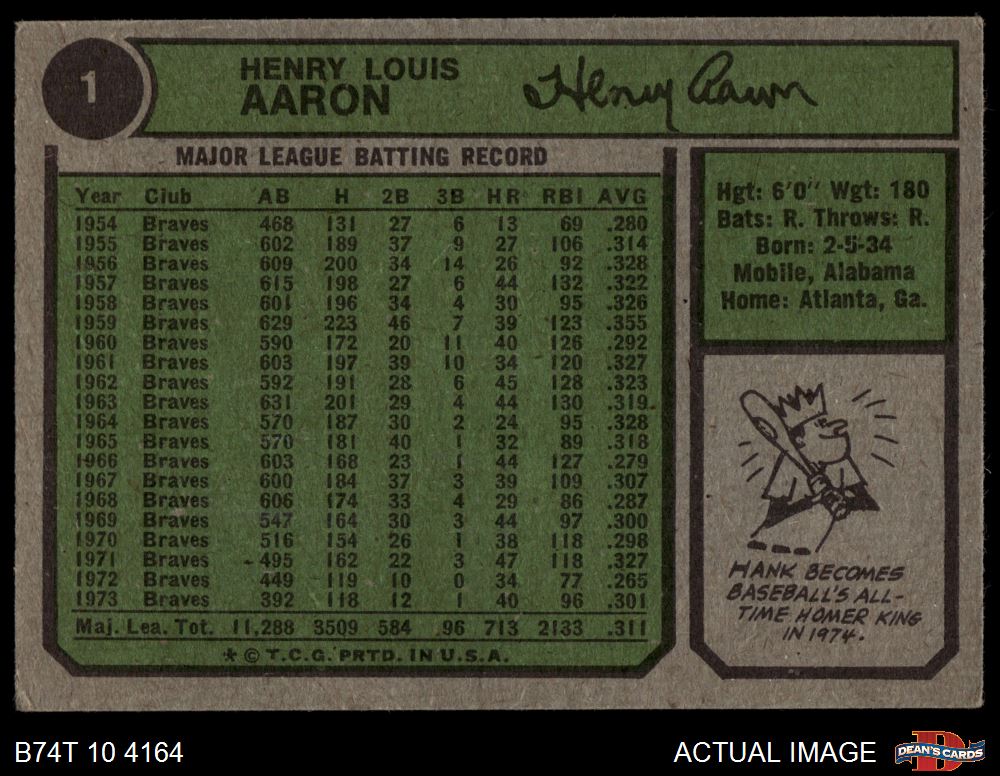 1
HENRY LOUIS
AARON
Henry Aaron
MAJOR LEAGUE BATTING RECORD
Year Club AB H 2B 3B HR RBI AVG
1954 Braves 468 131 27 6 13 69 .280
1955 Braves 602 189 37 9 27 106 .314
1956 Braves 609 200 34 14 26 92 .328
1957 Braves 615 198 27 6 44 132 .322
1958 Braves 601 196 34 4 30 95 .326
1959 Braves 629 223 46 7 39 123 .355
1960 Braves 590 172 20 11 40 126 .292
1961 Braves 603 197 39 10 34 120 .327
1962 Braves 592 191 28 6 45 128 .323
1963 Braves 631 201 29 4 44 130 .319
1964 Braves 570 187 30 2 24 95 .328
1965 Braves 570 181 40 1 32 89 .318
1966 Braves 603 168 23 1 44 127 .279
1967 Braves 600 184 37 3 39 109 .307
1968 Braves 606 174 33 4 29 86 .287
1969 Braves 547 164 30 3 44 97 .300
1970 Braves 516 154 26 1 38 118 .298
1971 Braves 495 162 22 3 47 118 .327
1972 Braves 449 119 10 0 34 77 .265
1973 Braves 392 118 12 1 40 96 .301
Maj. Lea. Tot. 11,288 3509 584 96 713 2133 .311
* © T.C.G. PRTD. IN U.S.A.
Hgt: 6'0" Wgt: 180
Bats: R. Throws: R.
Born: 2-5-34
Mobile, Alabama
Home: Atlanta, Ga.
HANK BECOMES
BASEBALL'S ALL-
TIME HOMER KING
IN 1974.
B74T 10 4164
ACTUAL IMAGE
DEAN'S CARDS